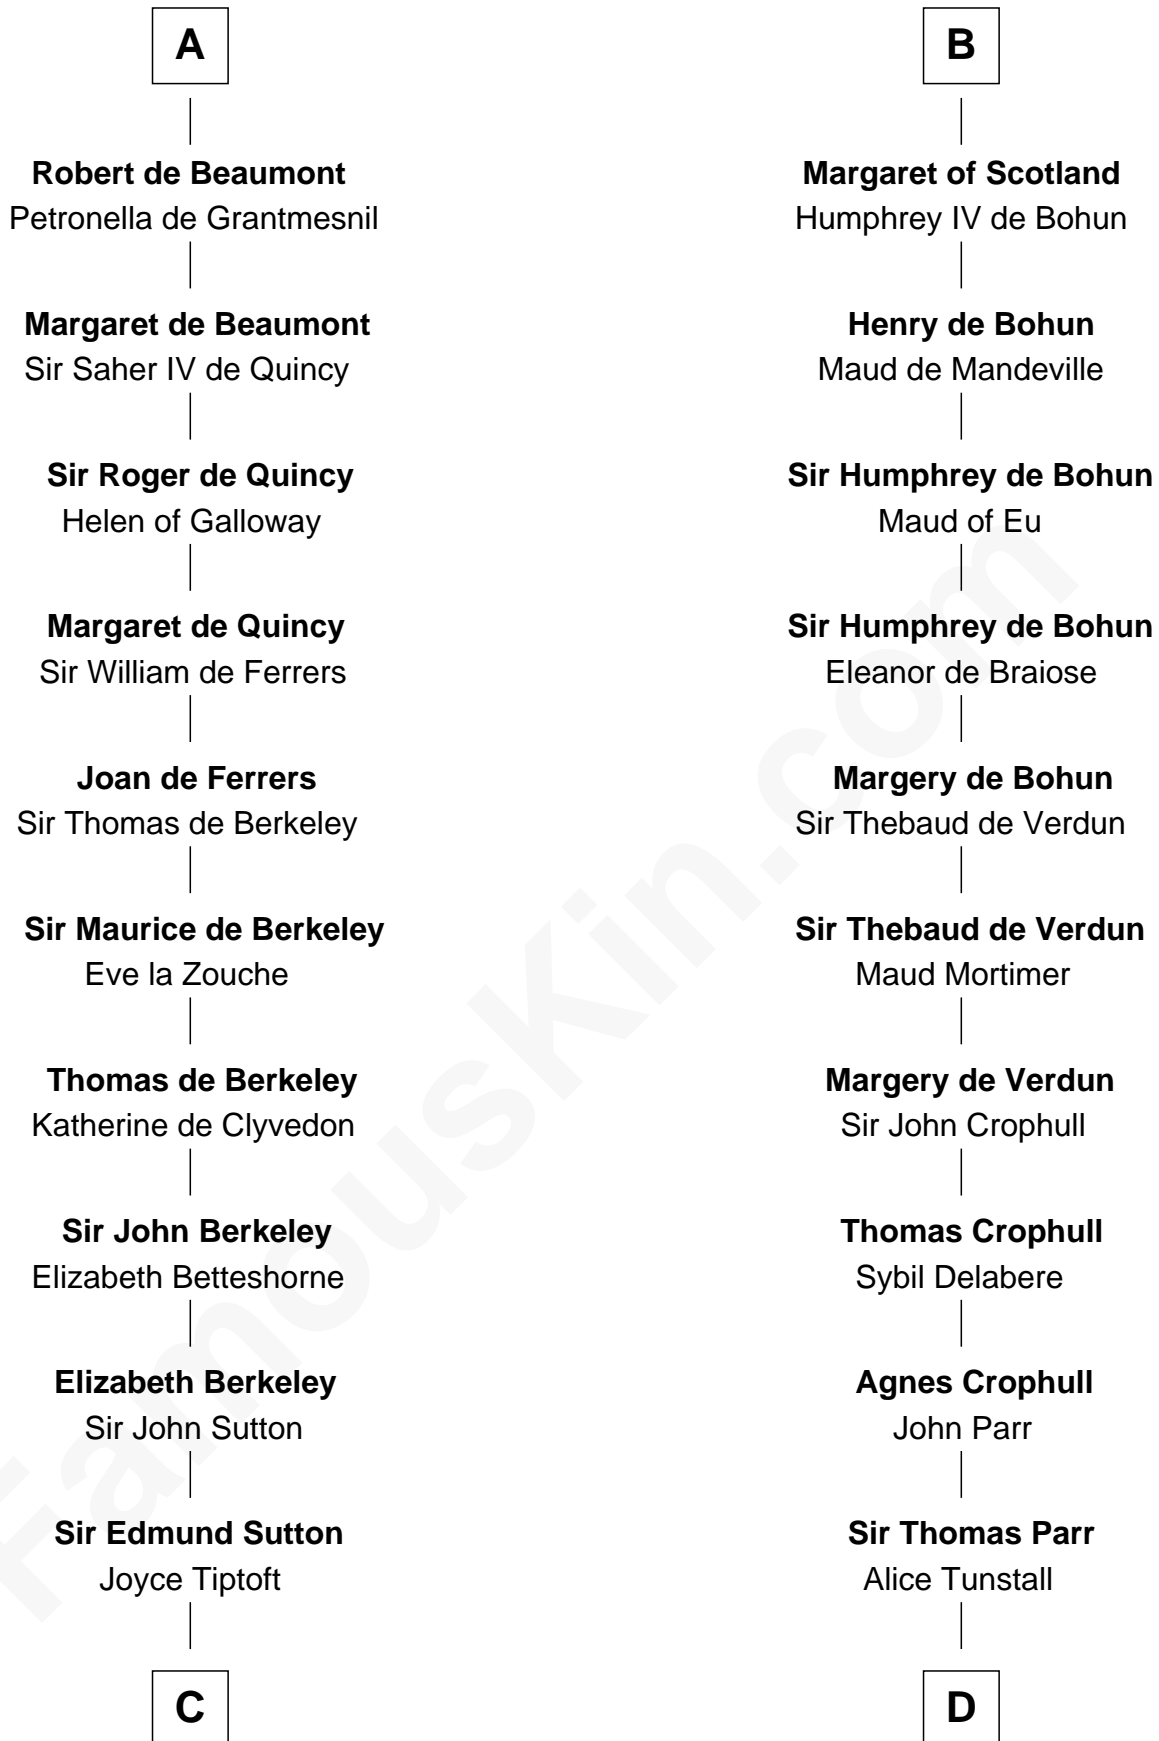 A
Robert de Beaumont
Petronella de Grantmesnil
Margaret de Beaumont
Sir Saher IV de Quincy
Sir Roger de Quincy
Helen of Galloway
Margaret de Quincy
Sir William de Ferrers
Joan de Ferrers
Sir Thomas de Berkeley
Sir Maurice de Berkeley
Eve la Zouche
Thomas de Berkeley
Katherine de Clyvedon
Sir John Berkeley
Elizabeth Betteshorne
Elizabeth Berkeley
Sir John Sutton
Sir Edmund Sutton
Joyce Tiptoft
C
B
Margaret of Scotland
Humphrey IV de Bohun
Henry de Bohun
Maud de Mandeville
Sir Humphrey de Bohun
Maud of Eu
Sir Humphrey de Bohun
Eleanor de Braiose
Margery de Bohun
Sir Thebaud de Verdun
Sir Thebaud de Verdun
Maud Mortimer
Margery de Verdun
Sir John Crophull
Thomas Crophull
Sybil Delabere
Agnes Crophull
John Parr
Sir Thomas Parr
Alice Tunstall
D
FamousKin.com